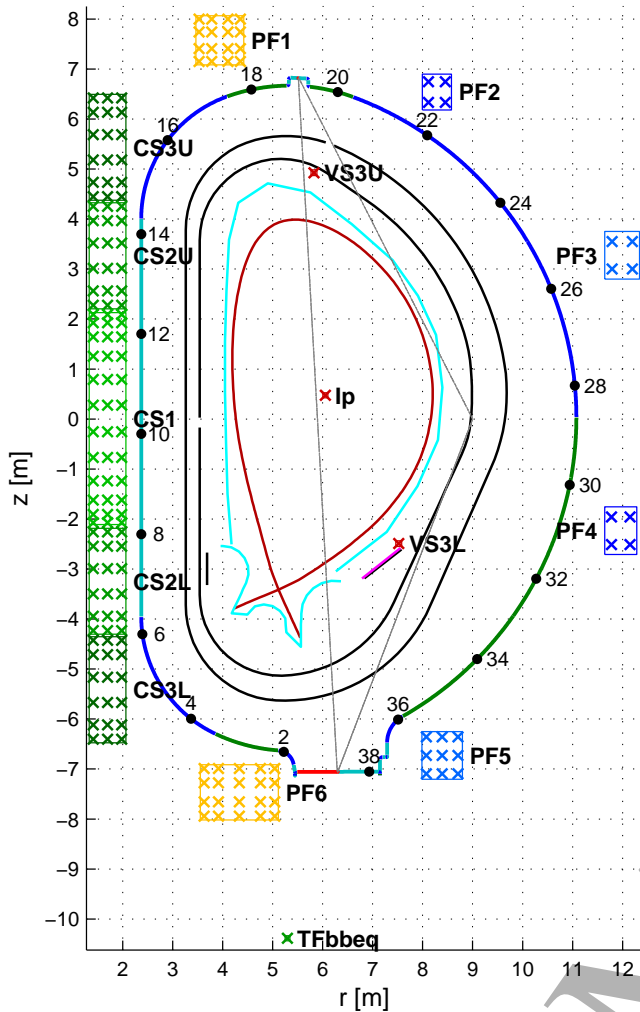 8
PF1
7
18
20
PF2
6
16
22
CS3U
5
VS3U
24
4
14
PF3
CS2U
3
26
2
12
1
28
Ip
0
CS1
10
z [m]
−1
30
−2
PF4
8
VS3L
−3
32
CS2L
−4
6
34
−5
CS3L
4
36
−6
2
38
PF5
−7
PF6
−8
−9
−10
TFbbeq
2 3 4 5 6 7 8 9 10 11 12
r [m]